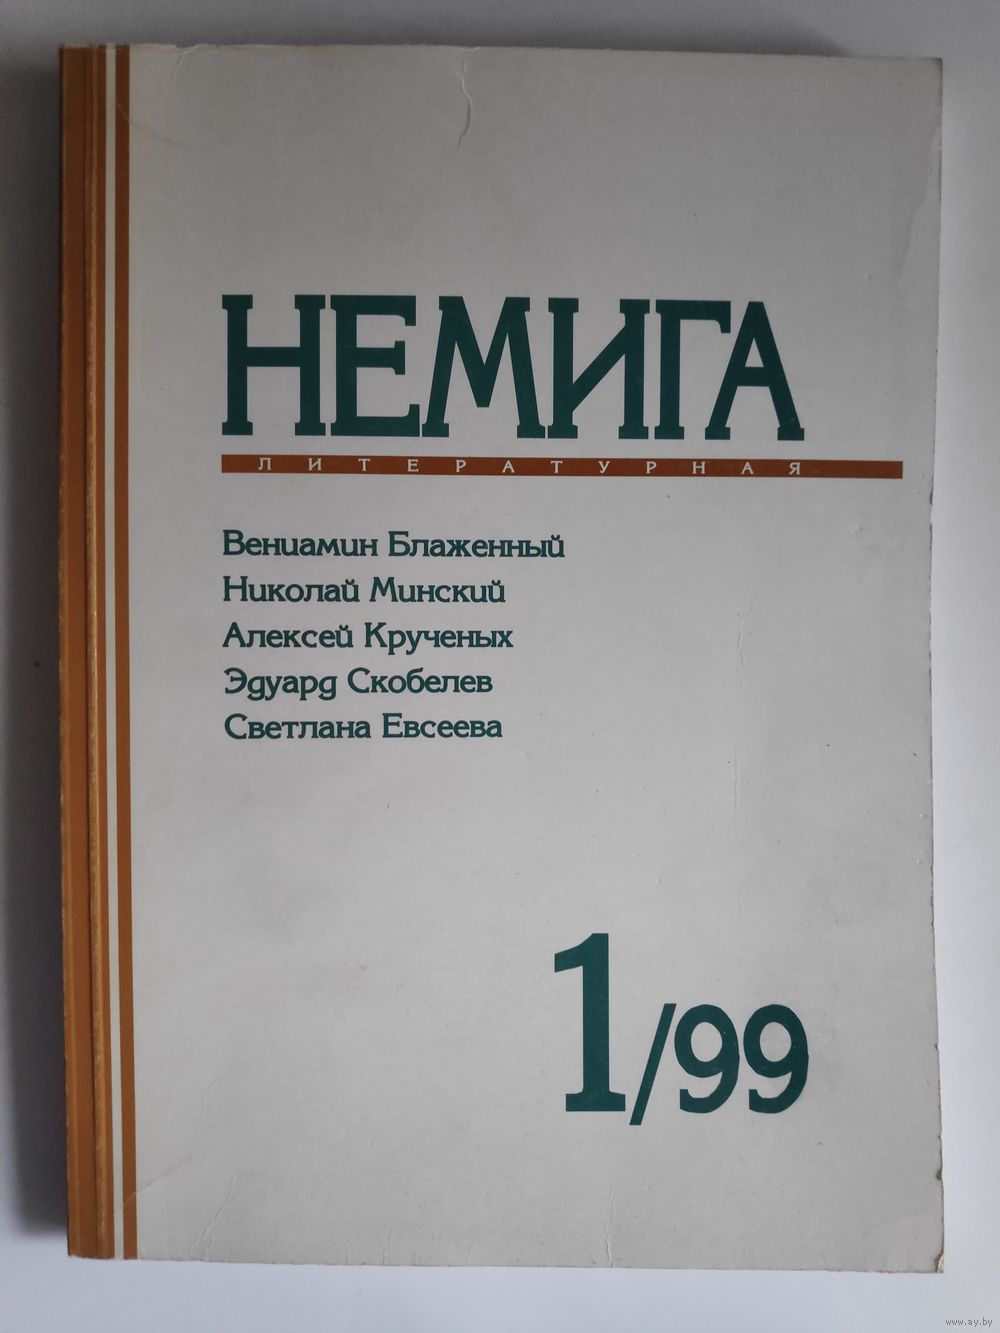 НЕМИГА
ЛИТЕРАТУРНАЯ
Вениамин Блаженный
Николай Минский
Алексей Крученых
Эдуард Скобелев
Светлана Евсеева
1/99
www.ay.by